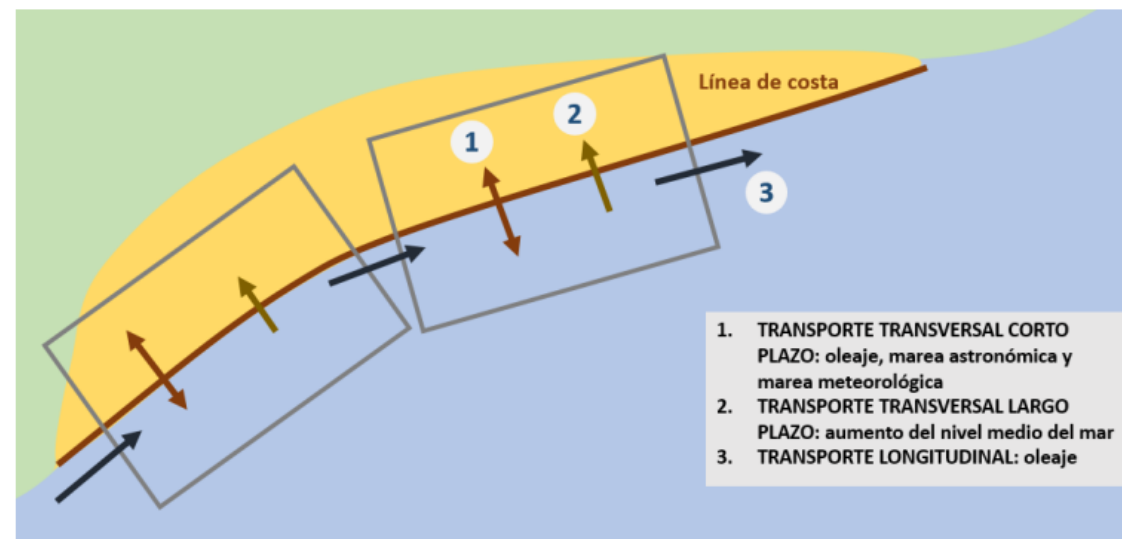 Línea de costa
2
1
3
1. TRANSPORTE TRANSVERSAL CORTO
PLAZO: oleaje, marea astronómica y
marea meteorológica
2. TRANSPORTE TRANSVERSAL LARGO
PLAZO: aumento del nivel medio del mar
3. TRANSPORTE LONGITUDINAL: oleaje